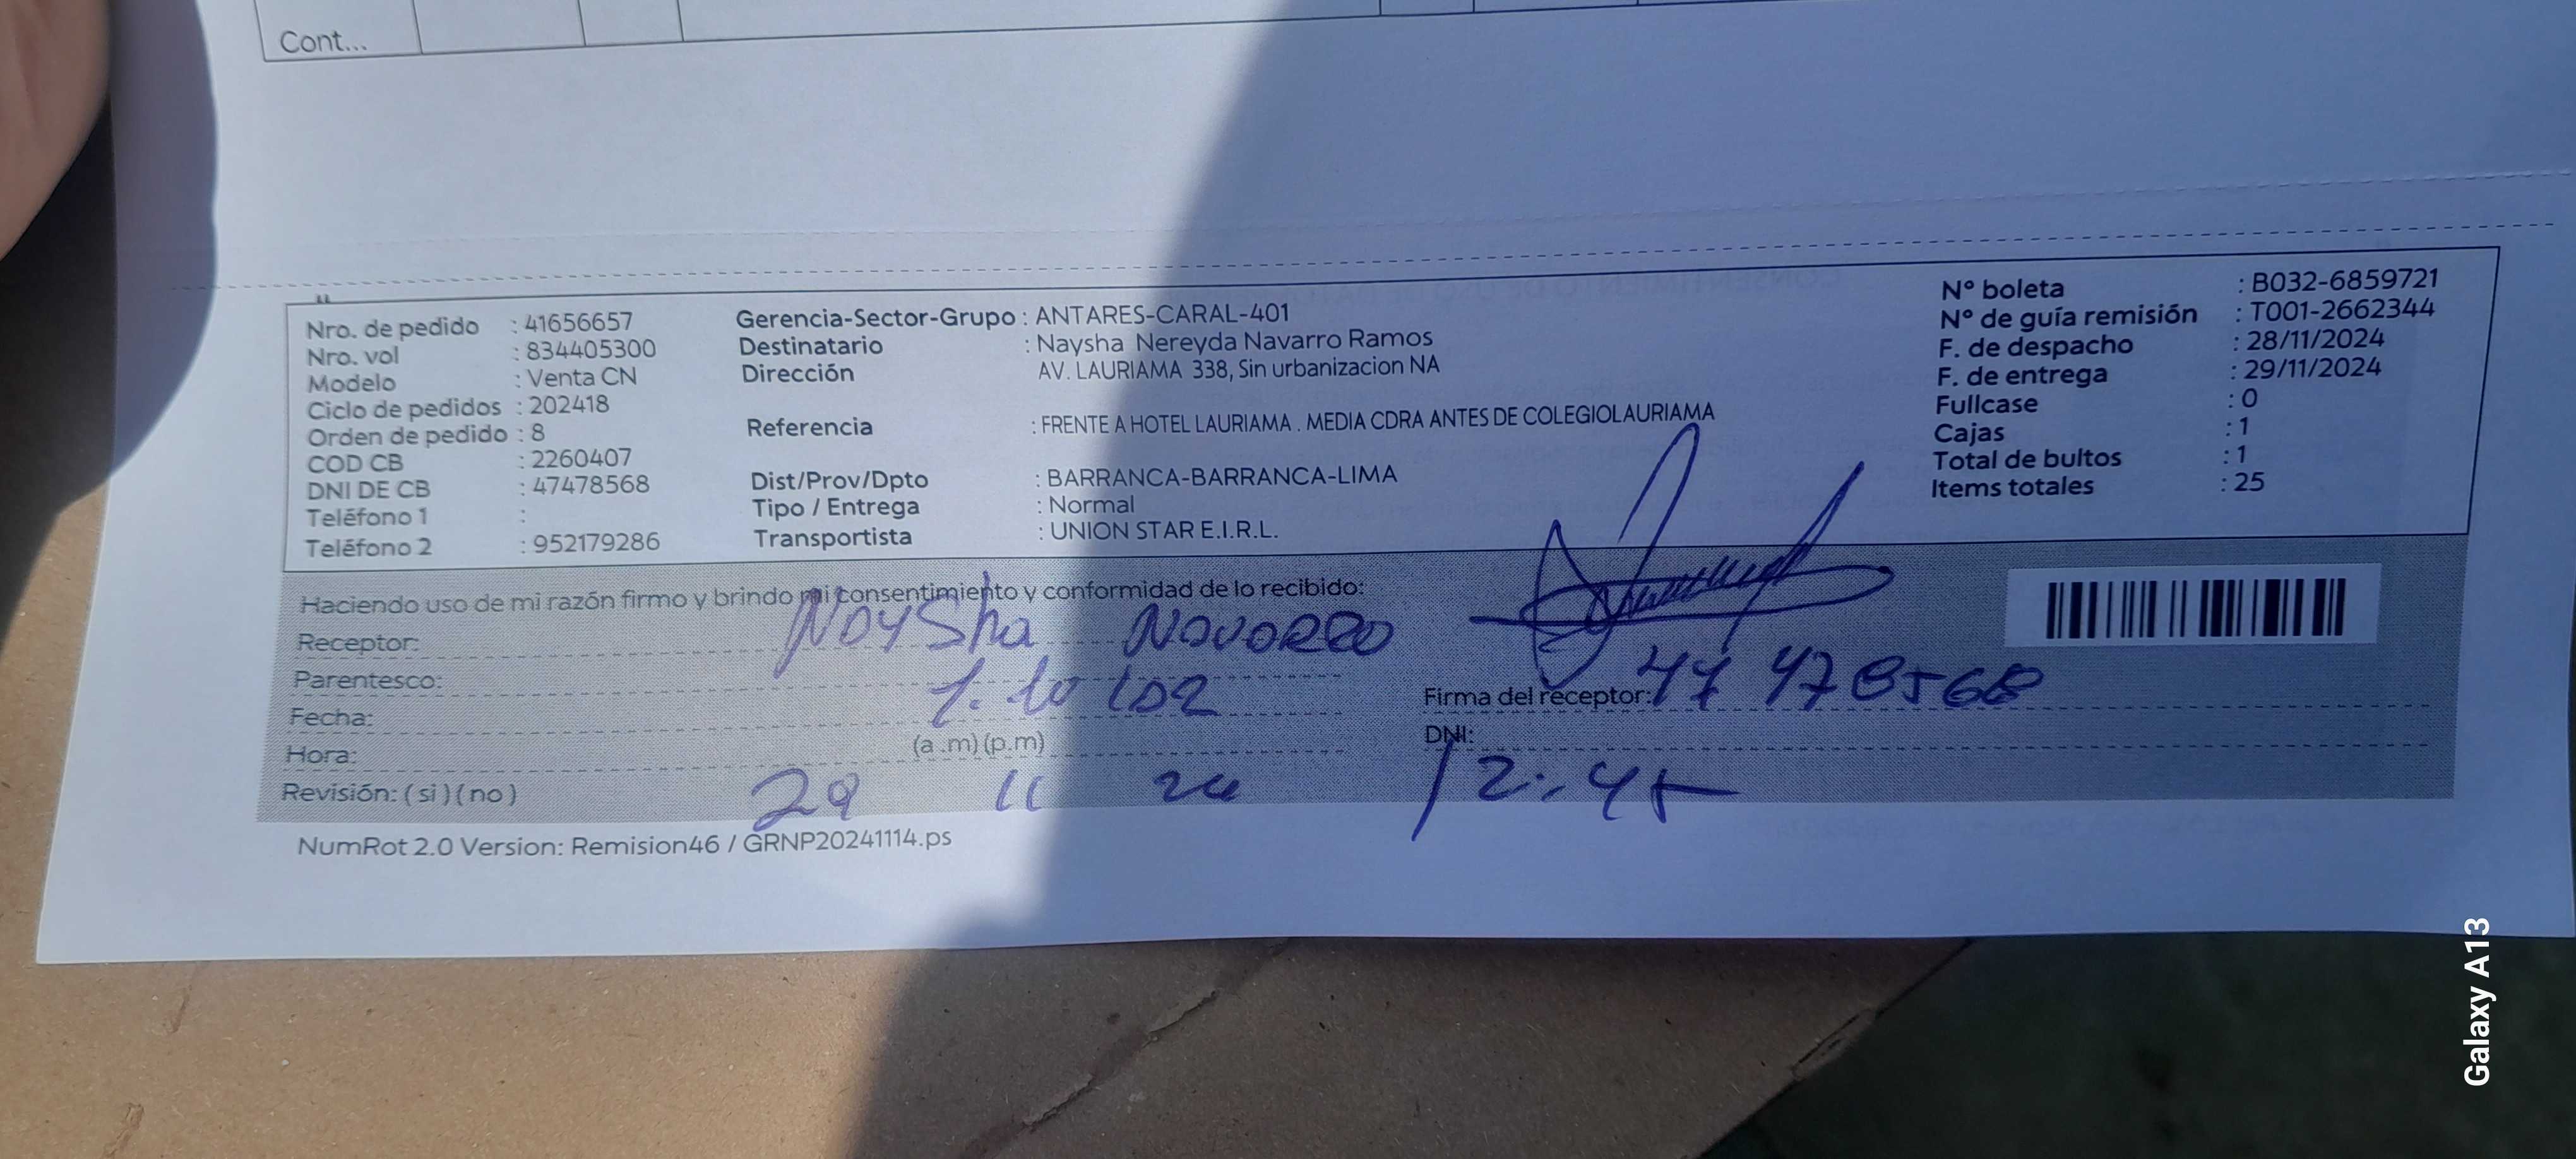 Cont...
Nro. de pedido : 41656657
Nro. vol : 834405300
Modelo : Venta CN
Ciclo de pedidos : 202418
Orden de pedido : 8
COD CB : 2260407
DNI DE CB : 47478568
Teléfono 1 :
Teléfono 2 : 952179286
Gerencia-Sector-Grupo : ANTARES-CARAL-401
Destinatario : Naysha Nereyda Navarro Ramos
Dirección AV. LAURIAMA 338, Sin urbanizacion NA
Referencia : FRENTE A HOTEL LAURIAMA . MEDIA CDRA ANTES DE COLEGIOLAURIAMA
Dist/Prov/Dpto : BARRANCA-BARRANCA-LIMA
Tipo / Entrega : Normal
Transportista : UNION STAR E.I.R.L.
N° boleta : B032-6859721
N° de guía remisión : T001-2662344
F. de despacho : 28/11/2024
F. de entrega : 29/11/2024
Fullcase : 0
Cajas : 1
Total de bultos : 1
Items totales : 25
Haciendo uso de mi razón firmo y brindo mi consentimiento y conformidad de lo recibido:
Receptor: Naysha Navarro
Parentesco:
Fecha:
Hora: (a .m) (p.m)
Revisión: ( si ) ( no ) 29 11 24
Firma del receptor: 47478568
DNI:
12:45
NumRot 2.0 Version: Remision46 / GRNP20241114.ps
Galaxy A13